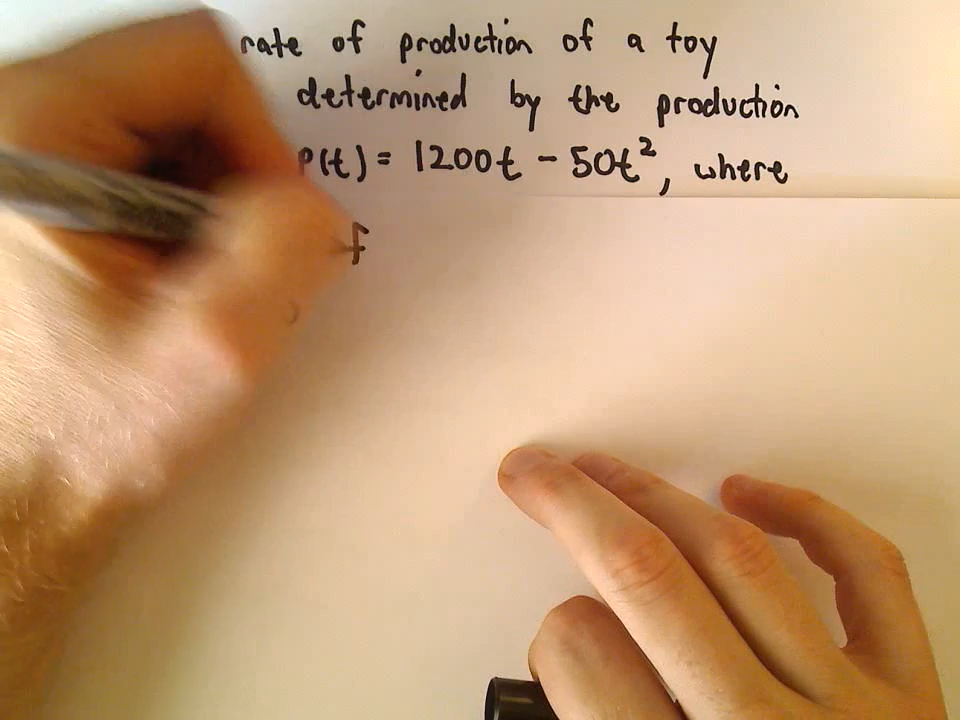 rate of production of a toy
determined by the production
P(t) = 1200t - 50t², where
f